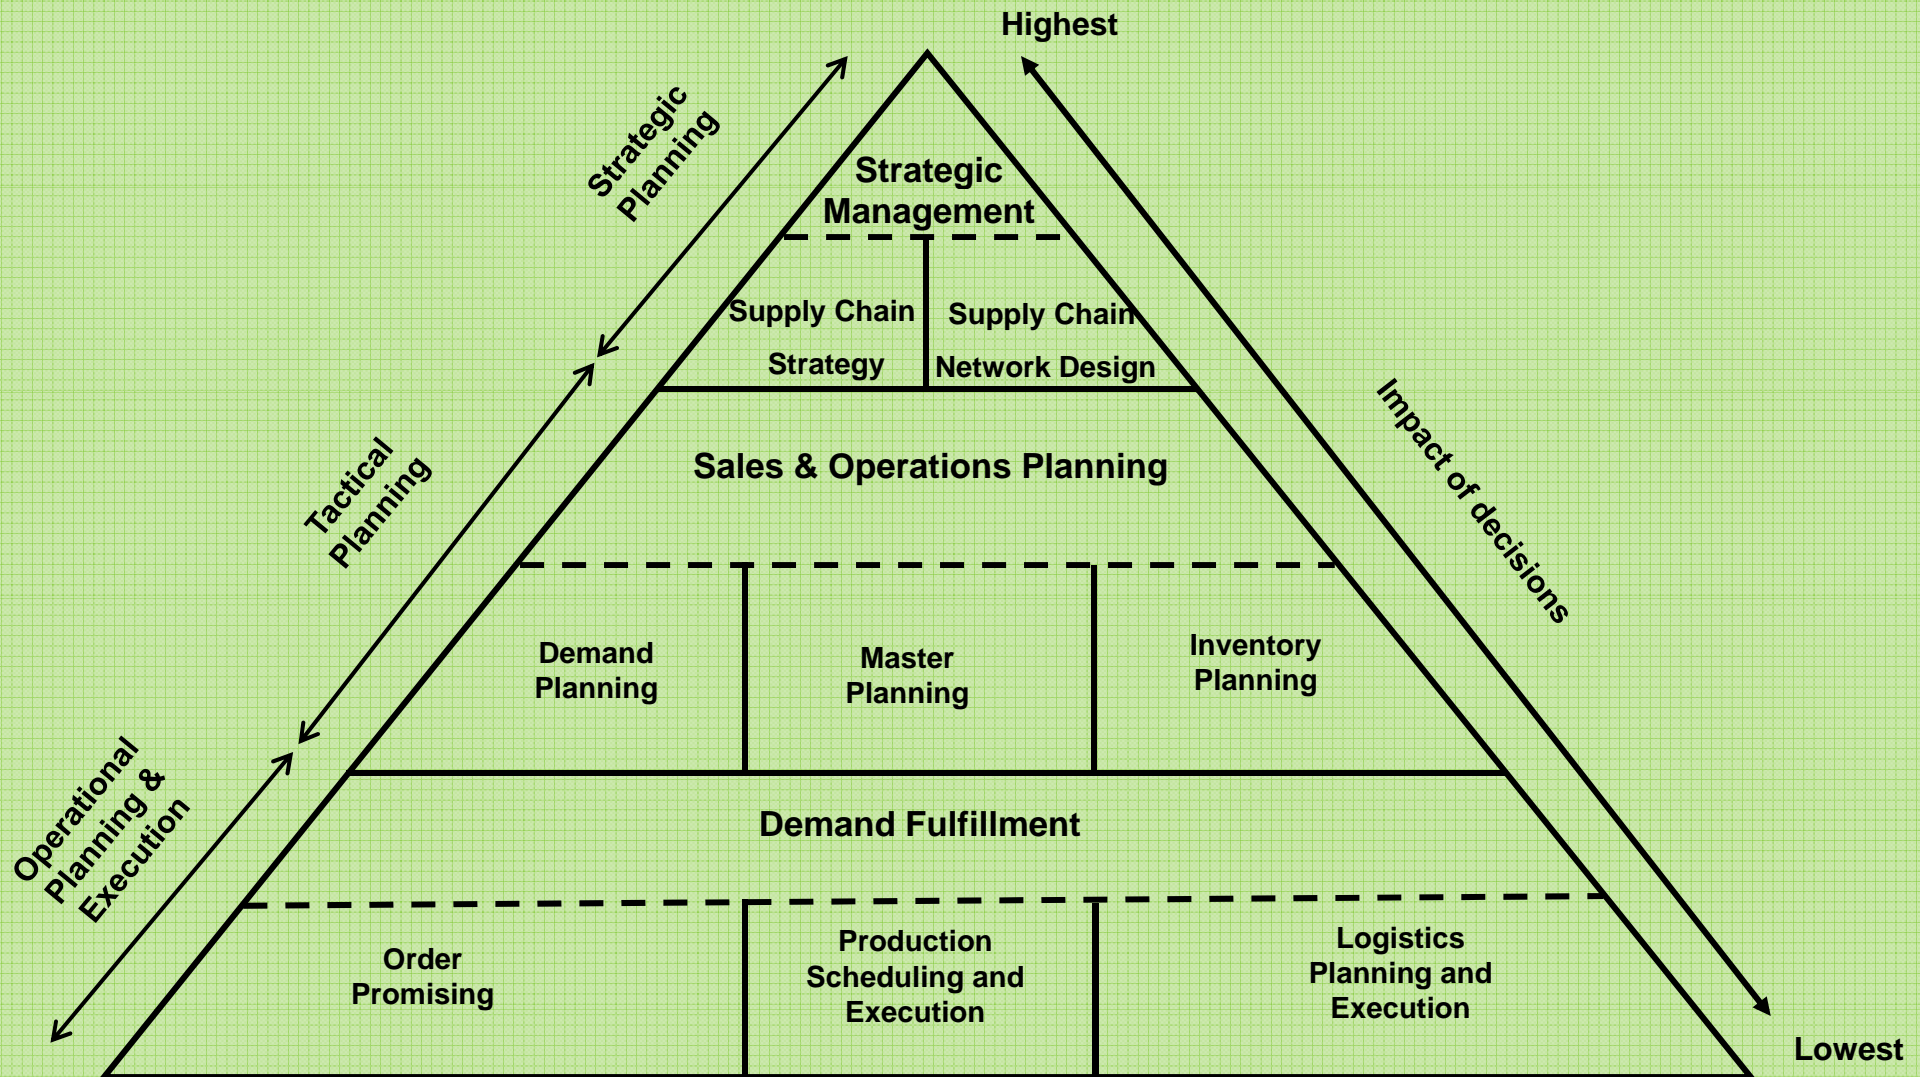 Highest
Strategic
Planning
Strategic
Management
Supply Chain
Strategy
Supply Chain
Network Design
Tactical
Planning
Sales & Operations Planning
Impact of decisions
Demand
Planning
Master
Planning
Inventory
Planning
Operational
Planning &
Execution
Demand Fulfillment
Order
Promising
Production
Scheduling and
Execution
Logistics
Planning and
Execution
Lowest